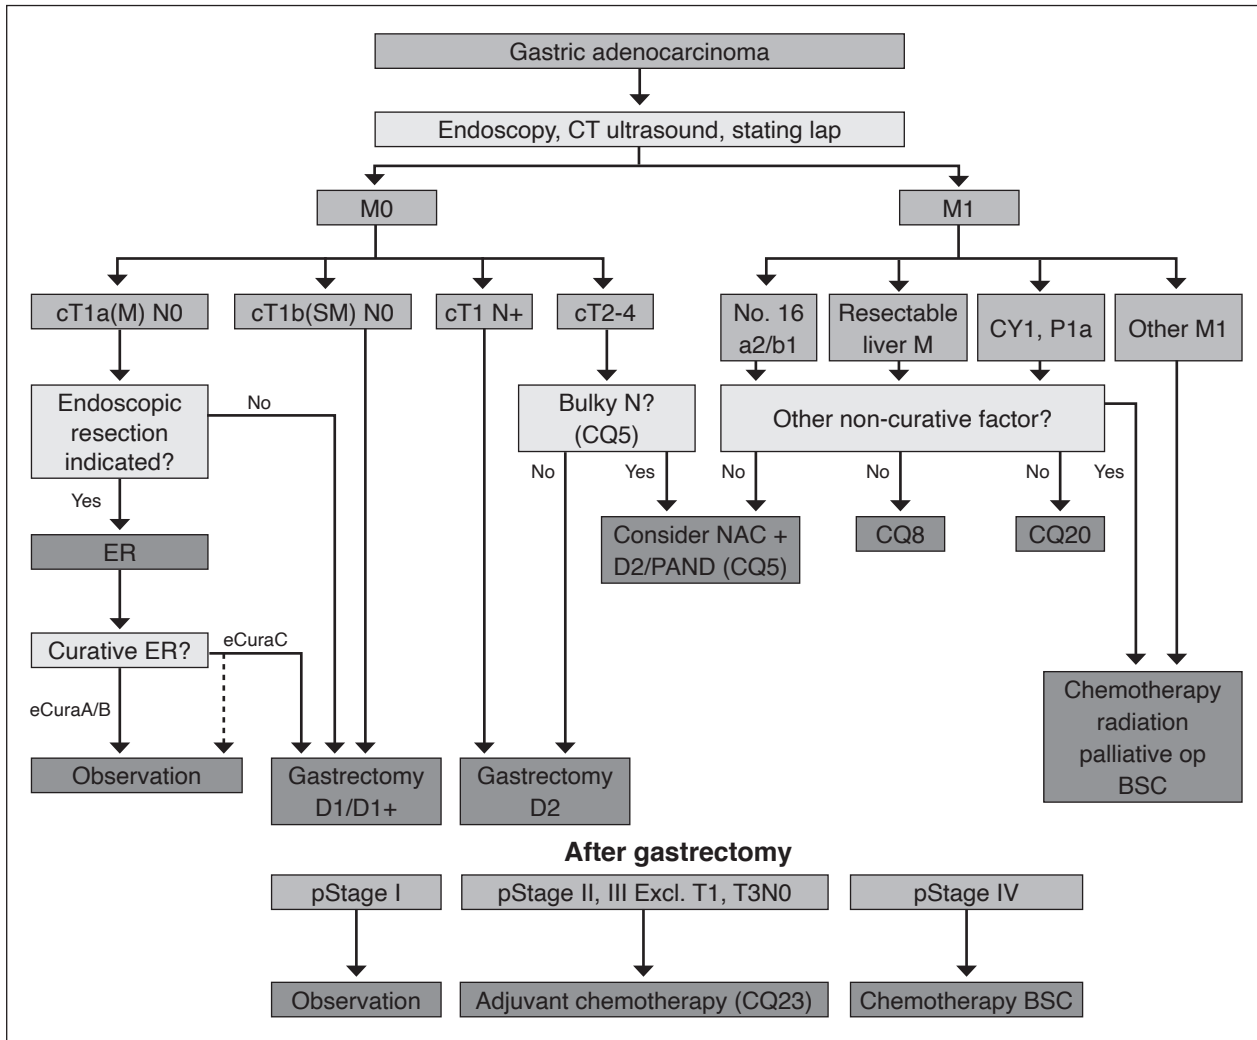 Gastric adenocarcinoma
Endoscopy, CT ultrasound, stating lap
M0
M1
cT1a(M) N0
cT1b(SM) N0
cT1 N+
cT2-4
No. 16
a2/b1
Resectable
liver M
CY1, P1a
Other M1
Endoscopic
resection
indicated?
No
Bulky N?
(CQ5)
Other non-curative factor?
Yes
No
Yes
No
No
No
Yes
ER
Consider NAC +
D2/PAND (CQ5)
CQ8
CQ20
Curative ER?
eCuraC
eCuraA/B
Chemotherapy
radiation
palliative op
BSC
Observation
Gastrectomy
D1/D1+
Gastrectomy
D2
After gastrectomy
pStage I
pStage II, III Excl. T1, T3N0
pStage IV
Observation
Adjuvant chemotherapy (CQ23)
Chemotherapy BSC